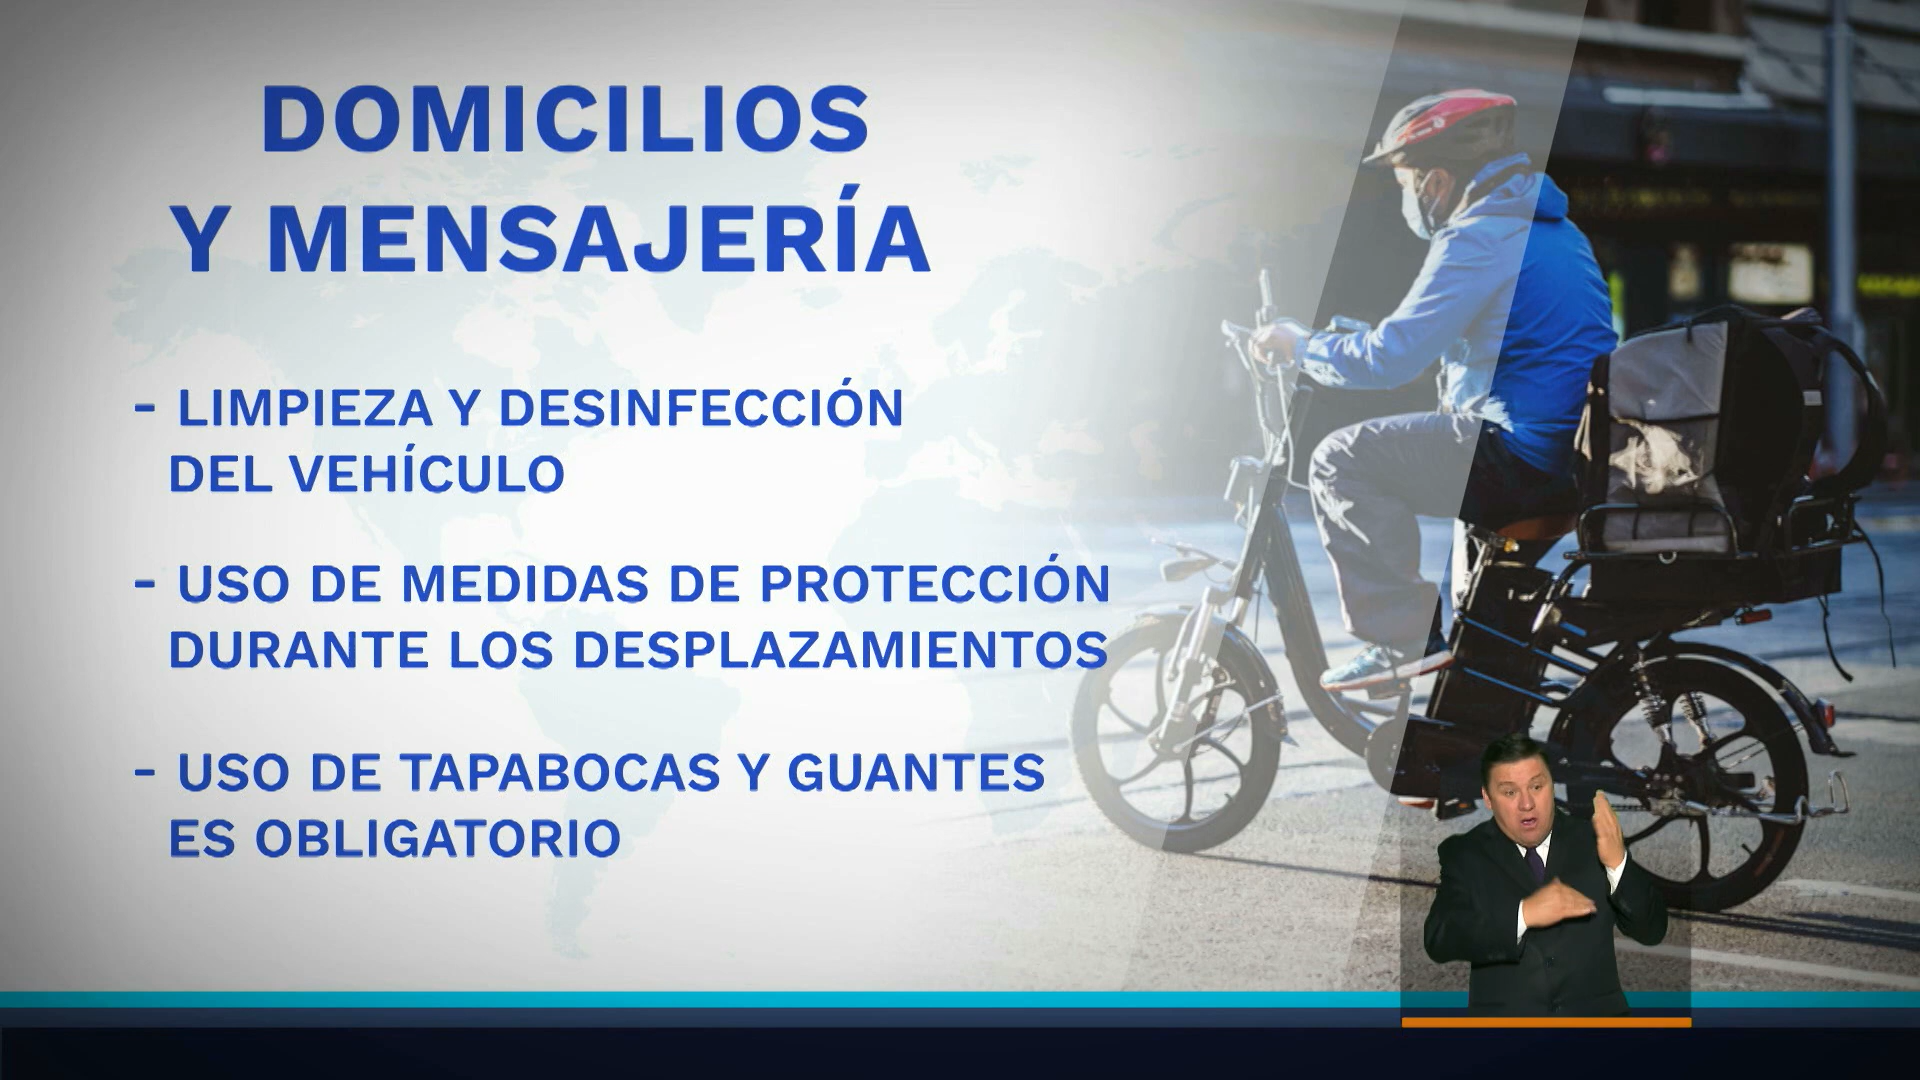 DOMICILIOS
Y MENSAJERÍA
- LIMPIEZA Y DESINFECCIÓN
DEL VEHÍCULO
- USO DE MEDIDAS DE PROTECCIÓN
DURANTE LOS DESPLAZAMIENTOS
- USO DE TAPABOCAS Y GUANTES
ES OBLIGATORIO